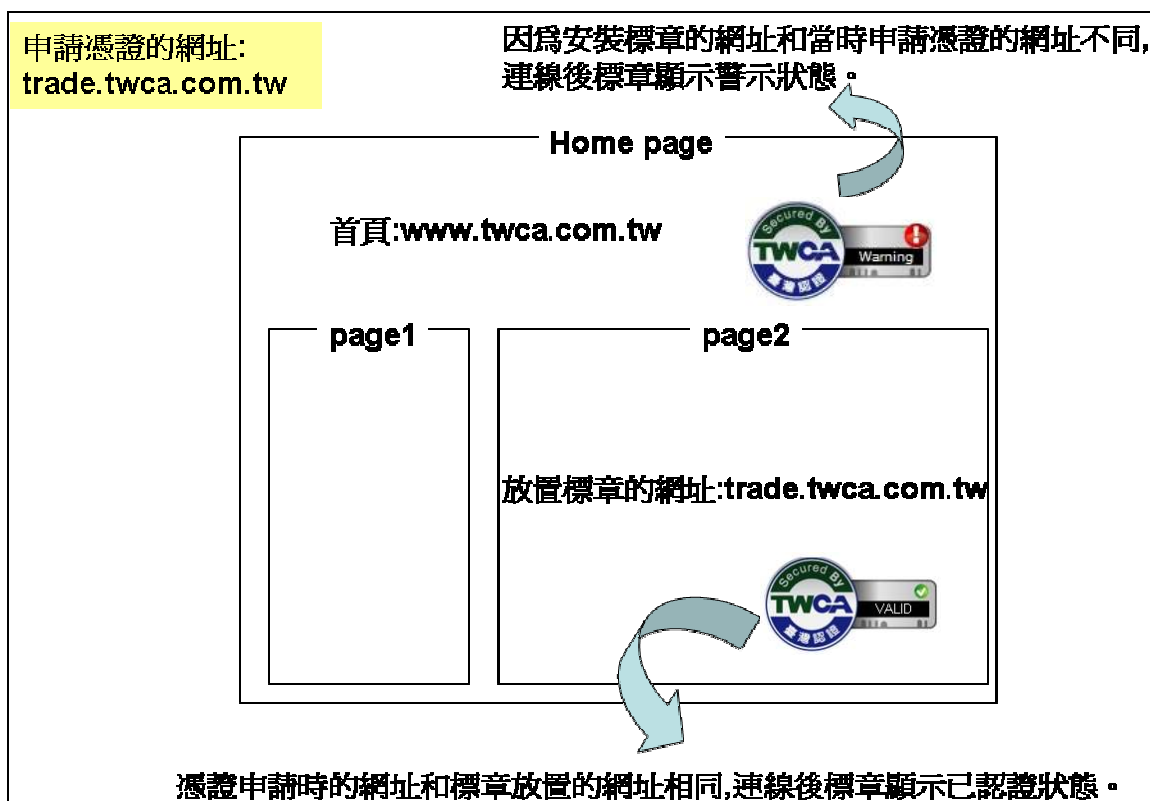 申請憑證的網址:
trade.twca.com.tw
因為安裝標章的網址和當時申請憑證的網址不同,
連線後標章顯示警示狀態。
Home page
首頁:www.twca.com.tw
Secured By
TWCA
臺灣認證
Warning
page1
page2
放置標章的網址:trade.twca.com.tw
Secured By
TWCA
臺灣認證
VALID
憑證申請時的網址和標章放置的網址相同,連線後標章顯示已認證狀態。